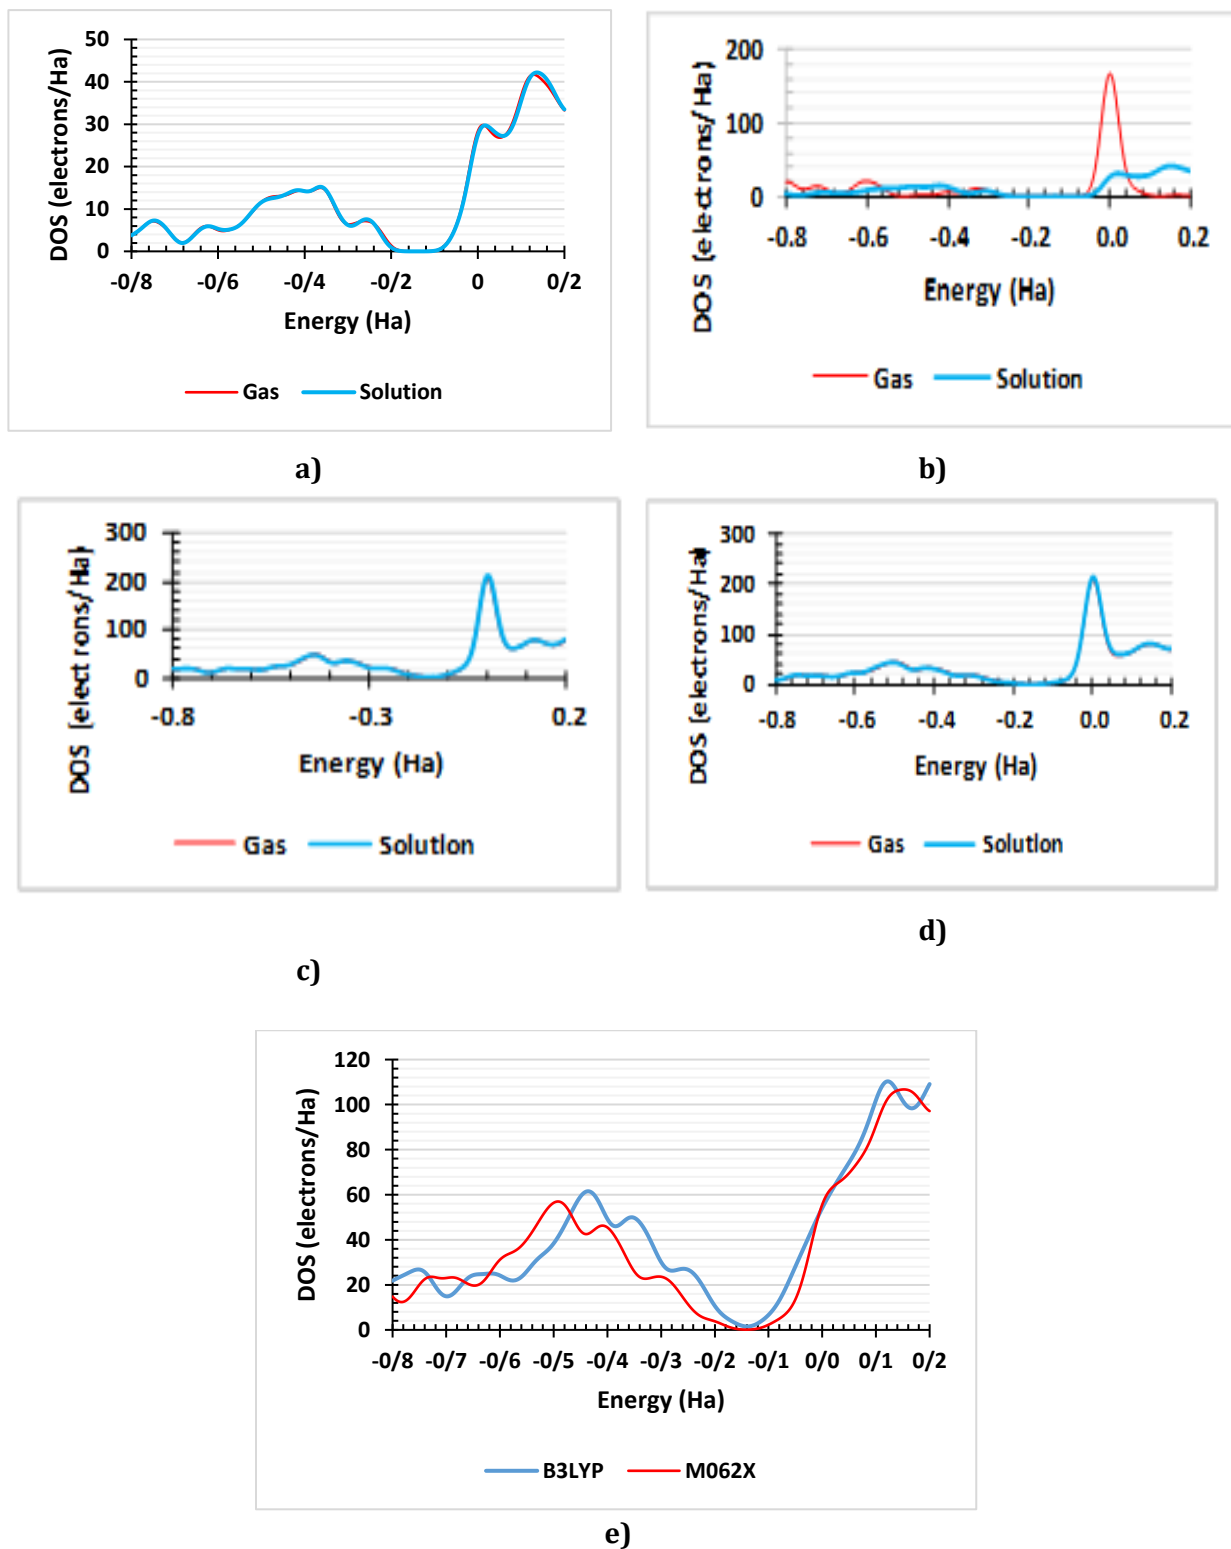 50
40
30
20
10
0
DOS (electrons/Ha)
-0/8 -0/6 -0/4 -0/2 0 0/2
Energy (Ha)
Gas Solution
a)
200
100
0
DOS (electrons/Ha)
-0.8 -0.6 -0.4 -0.2 0.0 0.2
Energy (Ha)
Gas Solution
b)
300
200
100
0
DOS (electrons/Ha)
-0.8 -0.3 0.2
Energy (Ha)
Gas Solution
c)
300
200
100
0
DOS (electrons/Ha)
-0.8 -0.6 -0.4 -0.2 0.0 0.2
Energy (Ha)
Gas Solution
d)
120
100
80
60
40
20
0
DOS (electrons/Ha)
-0/8 -0/7 -0/6 -0/5 -0/4 -0/3 -0/2 -0/1 0/0 0/1 0/2
Energy (Ha)
B3LYP M062X
e)